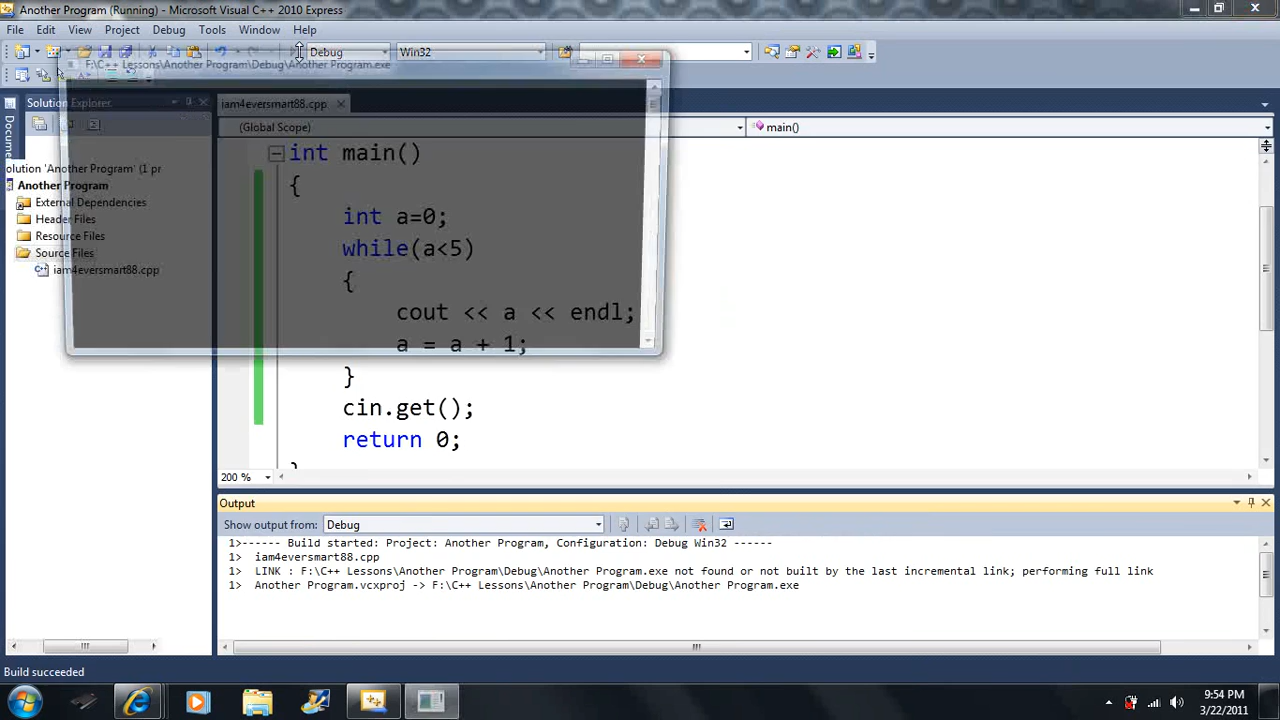 Another Program (Running) - Microsoft Visual C++ 2010 Express
File Edit View Project Debug Tools Window Help
Debug Win32
F:\C++ Lessons\Another Program\Debug\Another Program.exe
Solution Explorer
iam4eversmart88.cpp
(Global Scope) main()
int main()
{
int a=0;
while(a<5)
{
cout << a << endl;
a = a + 1;
}
cin.get();
return 0;
olution 'Another Program' (1 pr
Another Program
External Dependencies
Header Files
Resource Files
Source Files
iam4eversmart88.cpp
200 %
Output
Show output from: Debug
1>------ Build started: Project: Another Program, Configuration: Debug Win32 ------
1> iam4eversmart88.cpp
1> LINK : F:\C++ Lessons\Another Program\Debug\Another Program.exe not found or not built by the last incremental link; performing full link
1> Another Program.vcxproj -> F:\C++ Lessons\Another Program\Debug\Another Program.exe
Build succeeded
9:54 PM
3/22/2011